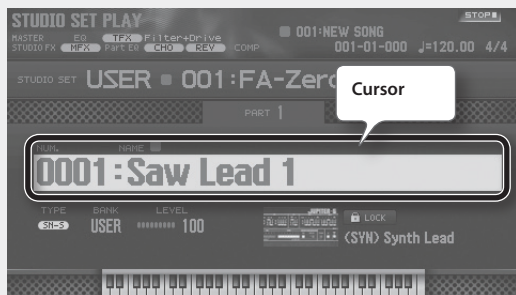 STUDIO SET PLAY
STOP
MASTER EQ TFX Filter+Drive
STUDIO FX MFX Part EQ CHO REV COMP
001:NEW SONG
001-01-000 ♩=120.00 4/4
STUDIO SET USER 001:FA-Zero
Cursor
PART 1
NUM. NAME
0001:Saw Lead 1
TYPE BANK LEVEL
SN-S USER 100
LOCK
(SYN) Synth Lead